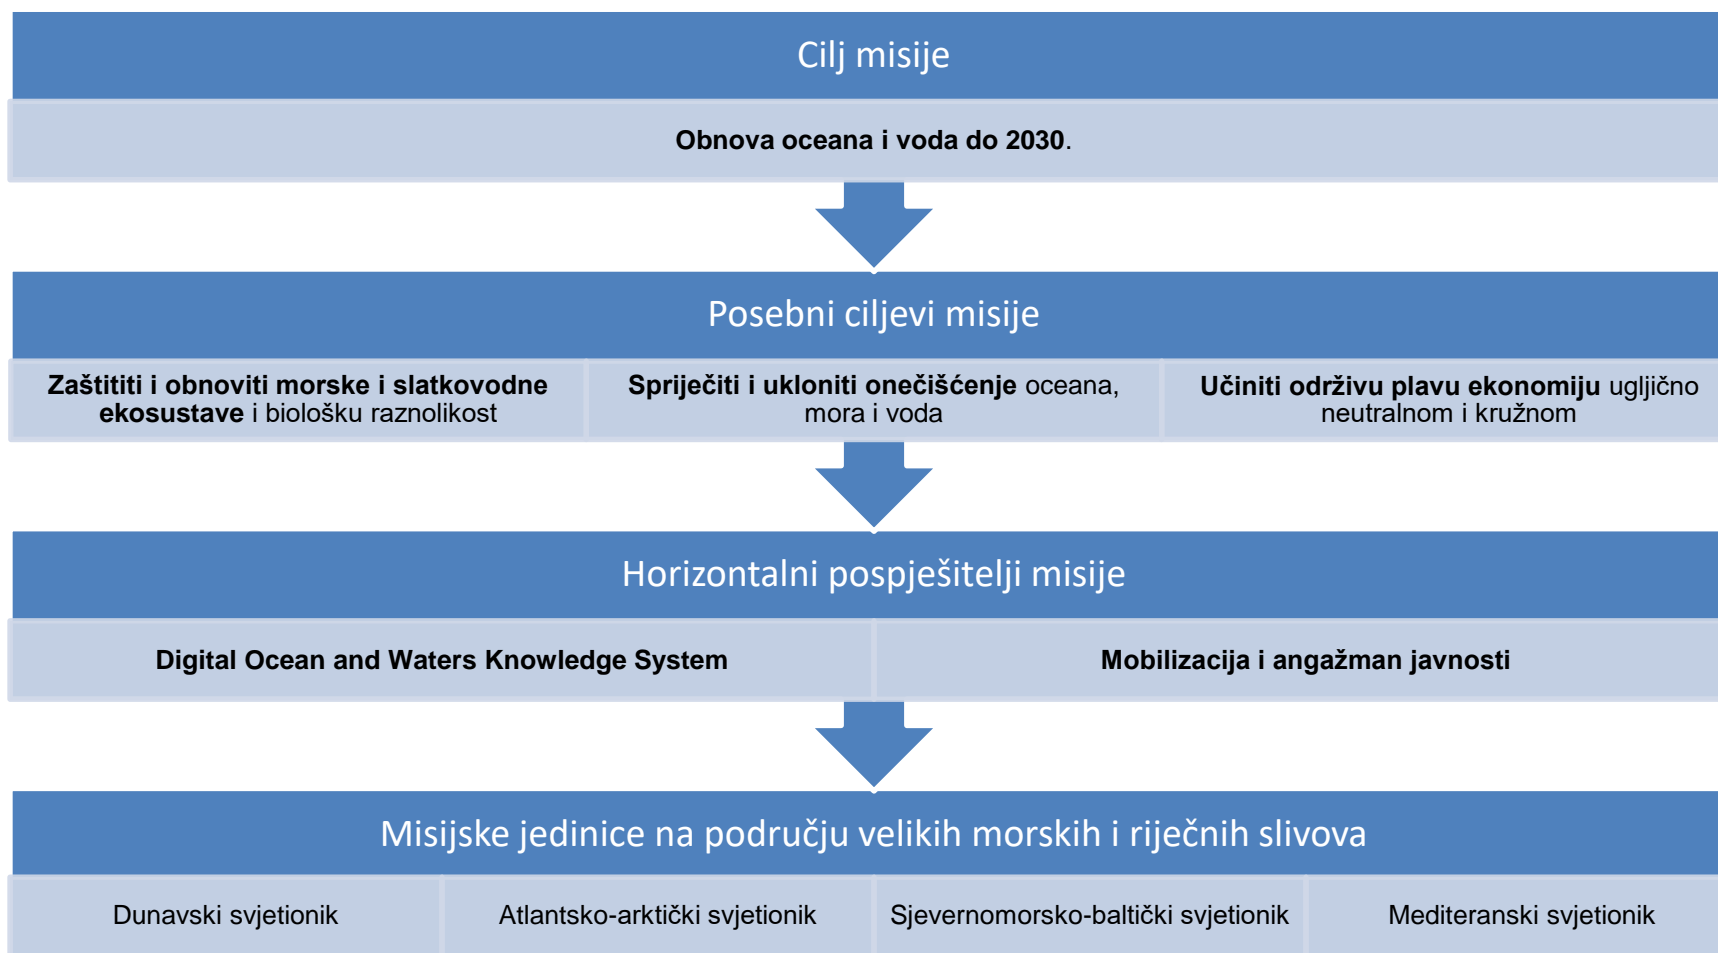 Cilj misije
Obnova oceana i voda do 2030.
Posebni ciljevi misije
Zaštititi i obnoviti morske i slatkovodne
ekosustave i biološku raznolikost
Spriječiti i ukloniti onečišćenje oceana,
mora i voda
Učiniti održivu plavu ekonomiju ugljično
neutralnom i kružnom
Horizontalni pospješitelji misije
Digital Ocean and Waters Knowledge System
Mobilizacija i angažman javnosti
Misijske jedinice na području velikih morskih i riječnih slivova
Dunavski svjetionik
Atlantsko-arktički svjetionik
Sjevernomorsko-baltički svjetionik
Mediteranski svjetionik